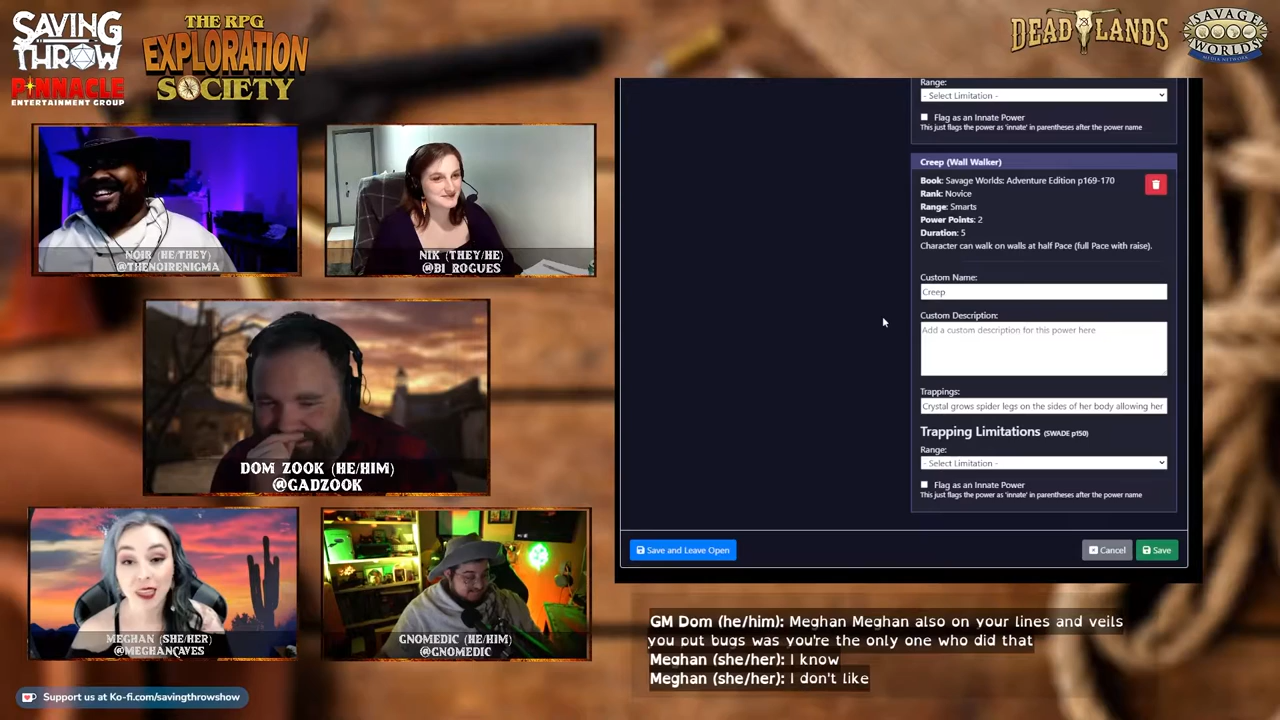 SAVING
THROW
PINNACLE
ENTERTAINMENT GROUP
THE RPG
EXPLORATION
SOCIETY
DEADLANDS
SAVAGE
WORLDS
MEDIA NETWORK
NOIR (HE/THEY)
@THENOIRENIGMA
NIK (THEY/HE)
@BI_ROGUES
DOM ZOOK (HE/HIM)
@GADZOOK
MEGHAN (SHE/HER)
@MEGHANCAVES
GNOMEDIC (HE/HIM)
@GNOMEDIC
Support us at Ko-fi.com/savingthrowshow
Range:
- Select Limitation -
Flag as an Innate Power
This just flags the power as 'innate' in parentheses after the power name
Creep (Wall Walker)
Book: Savage Worlds: Adventure Edition p169-170
Rank: Novice
Range: Smarts
Power Points: 2
Duration: 5
Character can walk on walls at half Pace (full Pace with raise).
Custom Name:
Creep
Custom Description:
Add a custom description for this power here
Trappings:
Crystal grows spider legs on the sides of her body allowing her
Trapping Limitations (SWADE p150)
Range:
- Select Limitation -
Flag as an Innate Power
This just flags the power as 'innate' in parentheses after the power name
Save and Leave Open
Cancel
Save
GM Dom (he/him): Meghan Meghan also on your lines and veils
you put bugs was you're the only one who did that
Meghan (she/her): I know
Meghan (she/her): I don't like